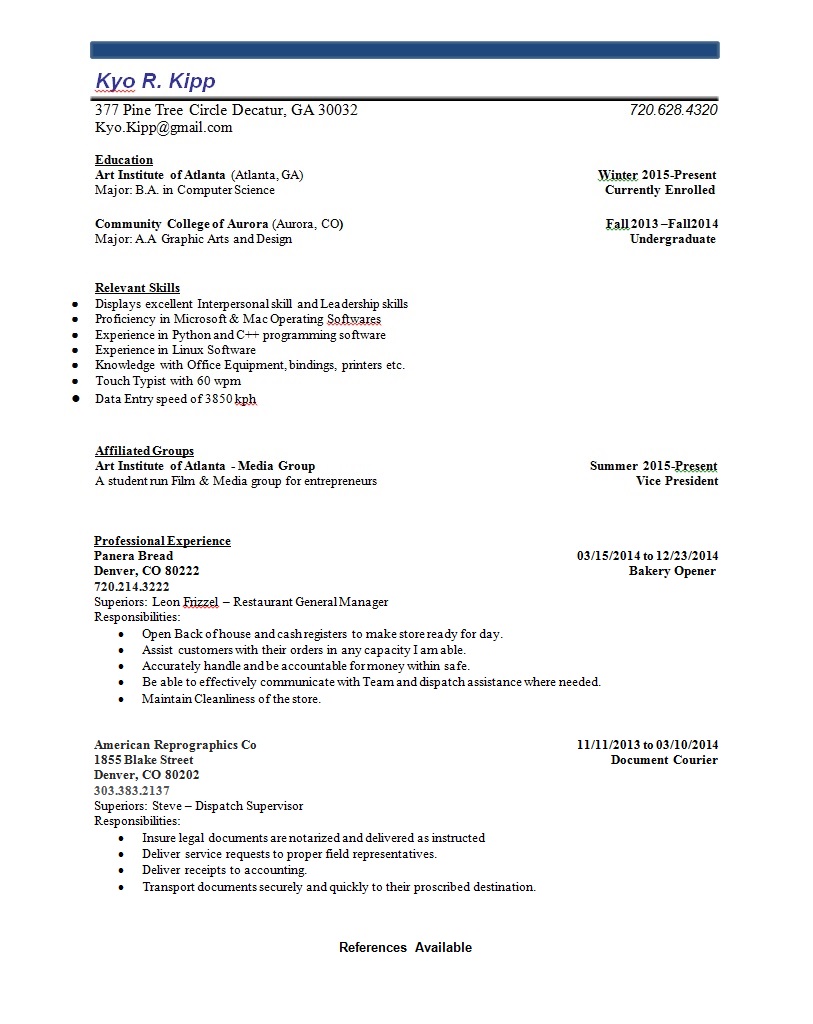 Kyo R. Kipp
377 Pine Tree Circle Decatur, GA 30032 720.628.4320
Kyo.Kipp@gmail.com
Education
Art Institute of Atlanta (Atlanta, GA) Winter 2015-Present
Major: B.A. in Computer Science Currently Enrolled
Community College of Aurora (Aurora, CO) Fall 2013 –Fall2014
Major: A.A Graphic Arts and Design Undergraduate
Relevant Skills
• Displays excellent Interpersonal skill and Leadership skills
• Proficiency in Microsoft & Mac Operating Softwares
• Experience in Python and C++ programming software
• Experience in Linux Software
• Knowledge with Office Equipment, bindings, printers etc.
• Touch Typist with 60 wpm
• Data Entry speed of 3850 kph
Affiliated Groups
Art Institute of Atlanta - Media Group Summer 2015-Present
A student run Film & Media group for entrepreneurs Vice President
Professional Experience
Panera Bread 03/15/2014 to 12/23/2014
Denver, CO 80222 Bakery Opener
720.214.3222
Superiors: Leon Frizzel – Restaurant General Manager
Responsibilities:
• Open Back of house and cash registers to make store ready for day.
• Assist customers with their orders in any capacity I am able.
• Accurately handle and be accountable for money within safe.
• Be able to effectively communicate with Team and dispatch assistance where needed.
• Maintain Cleanliness of the store.
American Reprographics Co 11/11/2013 to 03/10/2014
1855 Blake Street Document Courier
Denver, CO 80202
303.383.2137
Superiors: Steve – Dispatch Supervisor
Responsibilities:
• Insure legal documents are notarized and delivered as instructed
• Deliver service requests to proper field representatives.
• Deliver receipts to accounting.
• Transport documents securely and quickly to their proscribed destination.
References Available